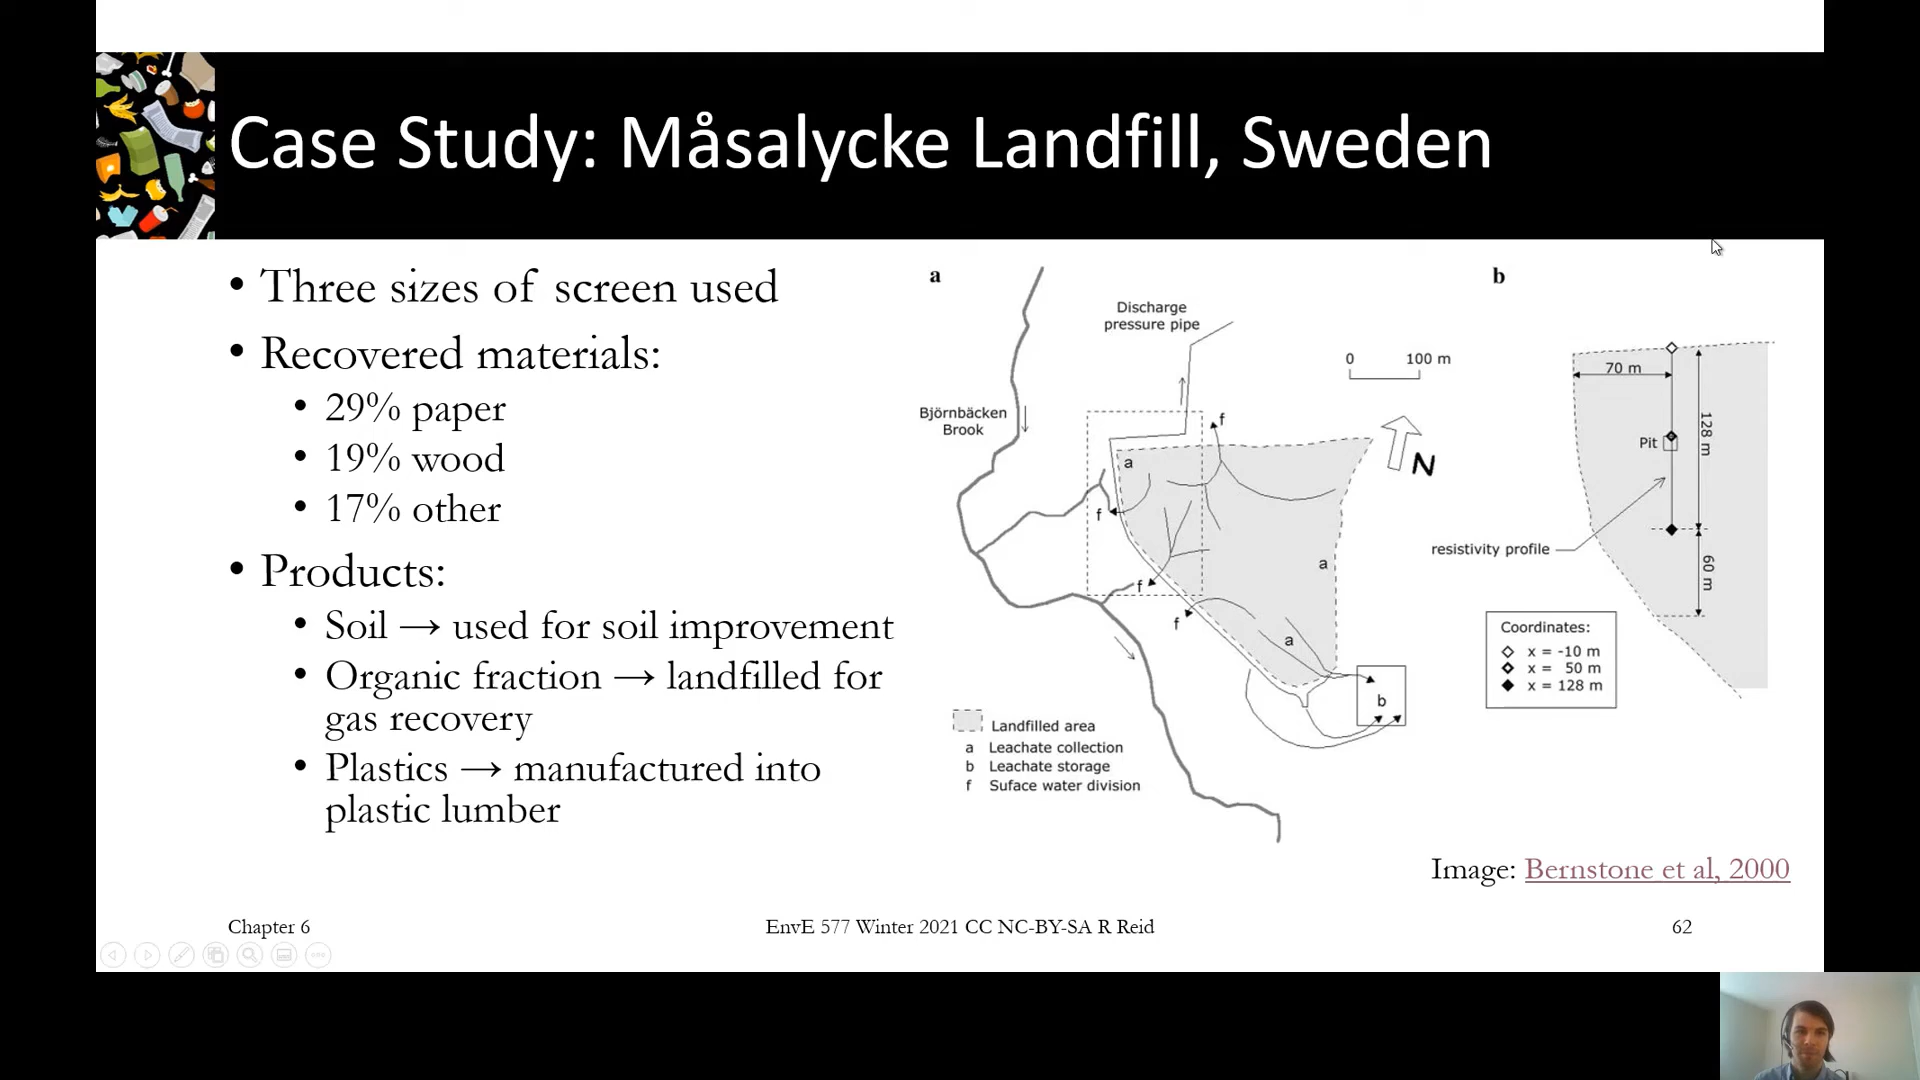 Case Study: Måsalycke Landfill, Sweden
• Three sizes of screen used
• Recovered materials:
• 29% paper
• 19% wood
• 17% other
• Products:
• Soil → used for soil improvement
• Organic fraction → landfilled for
gas recovery
• Plastics → manufactured into
plastic lumber
a
Discharge
pressure pipe
0 100 m
Björnbäcken
Brook
N
f
a
f
f
a
f
a
b
Landfilled area
a Leachate collection
b Leachate storage
f Suface water division
b
70 m
128 m
Pit
resistivity profile
60 m
Coordinates:
x = -10 m
x = 50 m
x = 128 m
Image: Bernstone et al, 2000
Chapter 6
EnvE 577 Winter 2021 CC NC-BY-SA R Reid
62